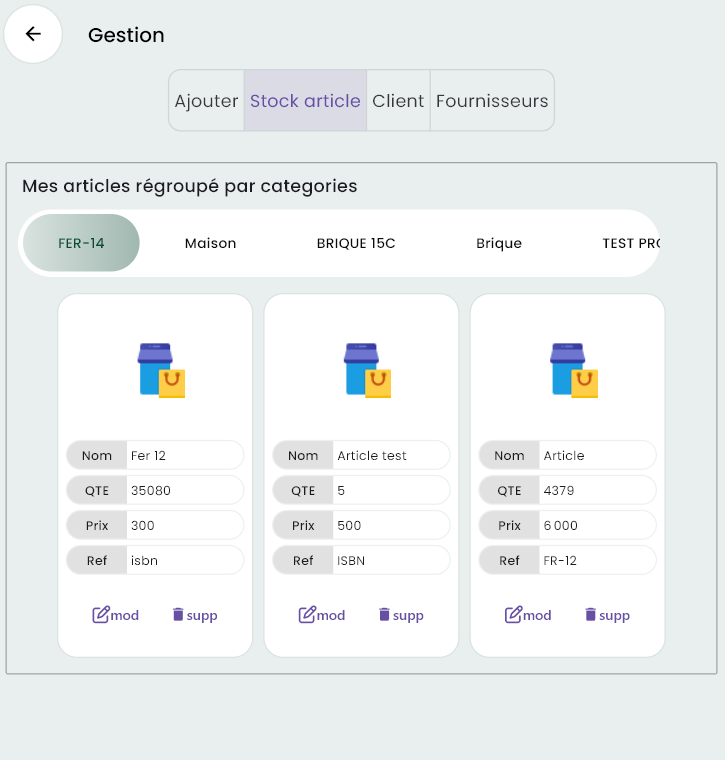 Gestion
Ajouter Stock article Client Fournisseurs
Mes articles régroupé par categories
FER-14 Maison BRIQUE 15C Brique TEST PRO
Nom Fer 12
QTE 35080
Prix 300
Ref isbn
mod supp
Nom Article test
QTE 5
Prix 500
Ref ISBN
mod supp
Nom Article
QTE 4379
Prix 6 000
Ref FR-12
mod supp